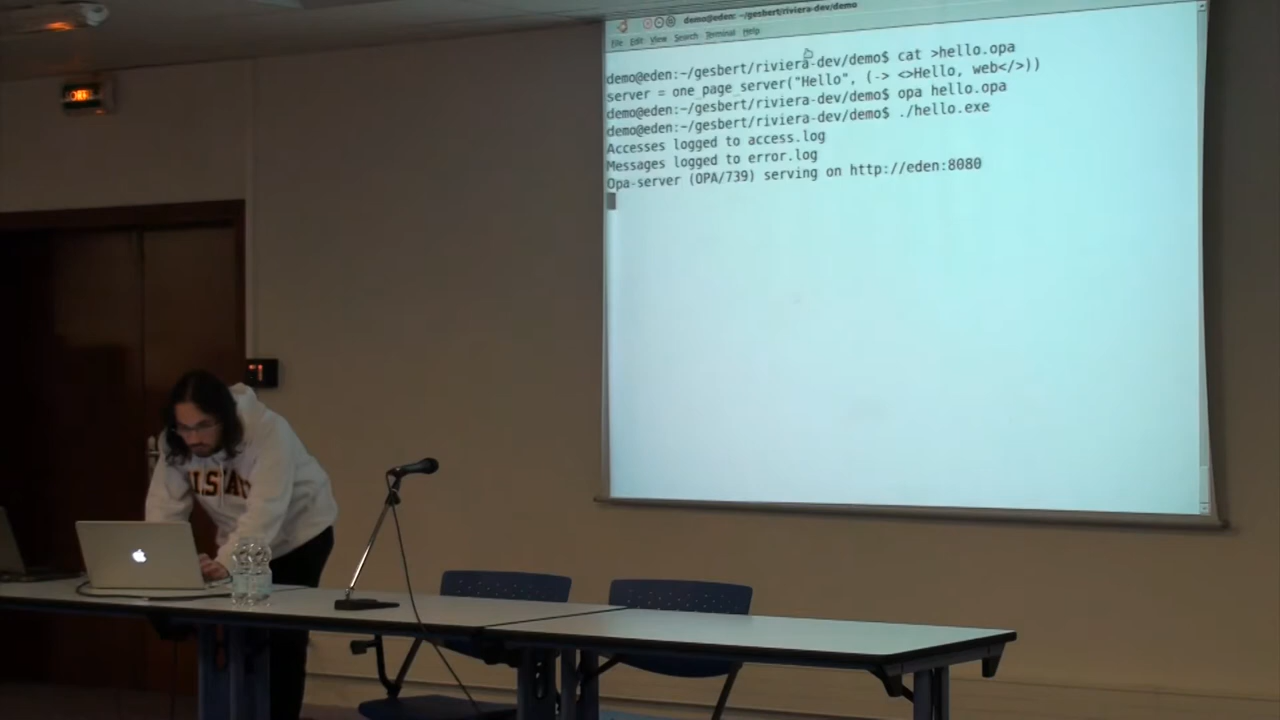 demo@eden: ~/gesbert/riviera-dev/demo
File Edit View Search Terminal Help
demo@eden:~/gesbert/riviera-dev/demo$ cat >hello.opa
server = one_page_server("Hello", (-> <>Hello, web</>))
demo@eden:~/gesbert/riviera-dev/demo$ opa hello.opa
demo@eden:~/gesbert/riviera-dev/demo$ ./hello.exe
Accesses logged to access.log
Messages logged to error.log
Opa-server (OPA/739) serving on http://eden:8080